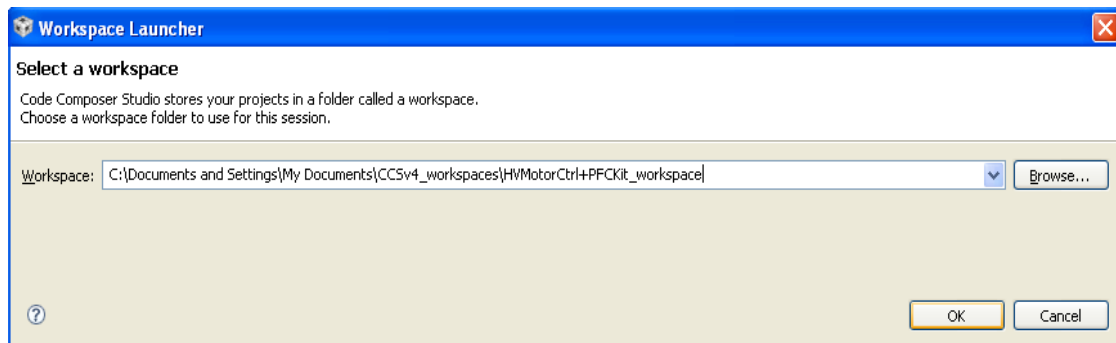 Workspace Launcher
Select a workspace
Code Composer Studio stores your projects in a folder called a workspace.
Choose a workspace folder to use for this session.
Workspace: C:\Documents and Settings\My Documents\CCSv4_workspaces\HVMotorCtrl+PFCKit_workspace Browse...
OK Cancel